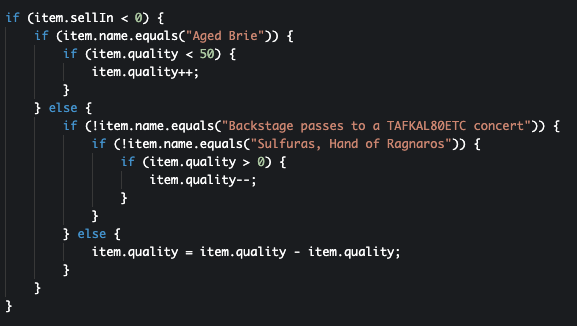 if (item.sellIn < 0) {
    if (item.name.equals("Aged Brie")) {
        if (item.quality < 50) {
            item.quality++;
        }
    } else {
        if (!item.name.equals("Backstage passes to a TAFKAL80ETC concert")) {
            if (!item.name.equals("Sulfuras, Hand of Ragnaros")) {
                if (item.quality > 0) {
                    item.quality--;
                }
            }
        } else {
            item.quality = item.quality - item.quality;
        }
    }
}